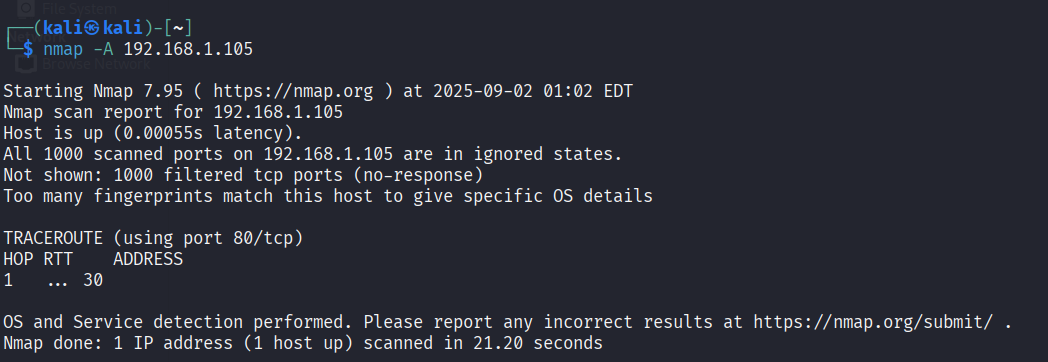 File System
┌──(kali㉿kali)-[~]
└─$ nmap -A 192.168.1.105
Browse Network
Starting Nmap 7.95 ( https://nmap.org ) at 2025-09-02 01:02 EDT
Nmap scan report for 192.168.1.105
Host is up (0.00055s latency).
All 1000 scanned ports on 192.168.1.105 are in ignored states.
Not shown: 1000 filtered tcp ports (no-response)
Too many fingerprints match this host to give specific OS details
TRACEROUTE (using port 80/tcp)
HOP RTT    ADDRESS
1   ... 30
OS and Service detection performed. Please report any incorrect results at https://nmap.org/submit/ .
Nmap done: 1 IP address (1 host up) scanned in 21.20 seconds